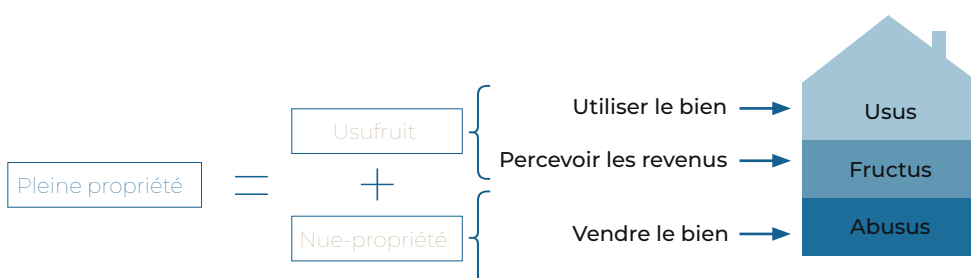 Utiliser le bien
Usus
Usufruit
Percevoir les revenus
Fructus
Pleine propriété
=
+
Nue-propriété
Vendre le bien
Abusus